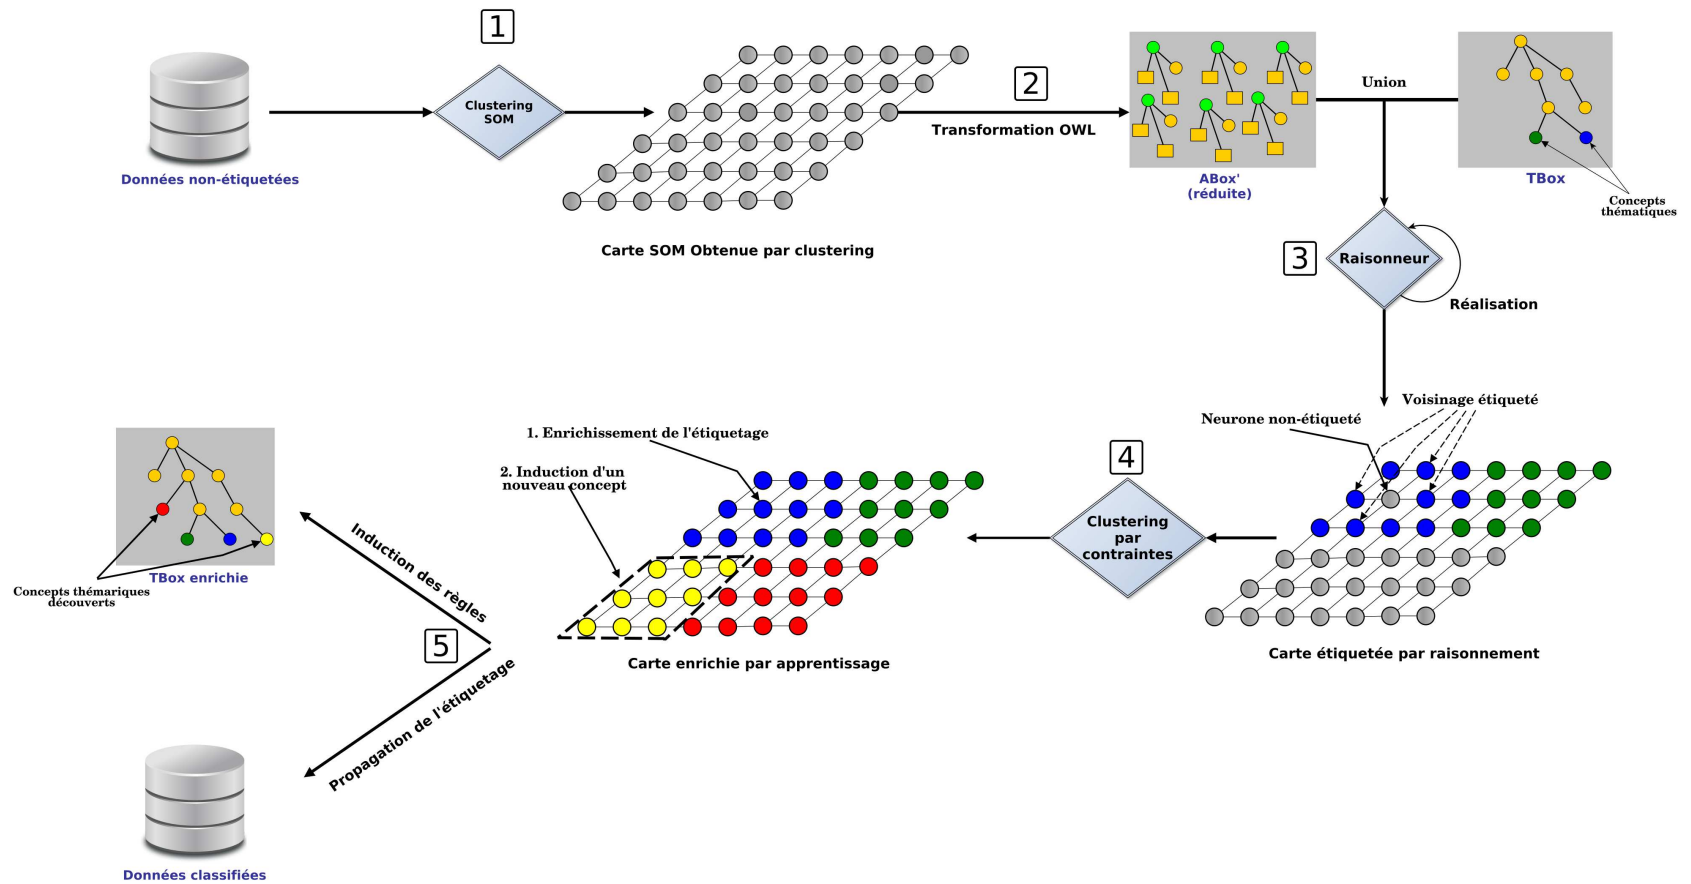 1
Clustering
SOM
Données non-étiquetées
Carte SOM Obtenue par clustering
2
Transformation OWL
ABox'
(réduite)
Union
TBox
Concepts
thématiques
3
Raisonneur
Réalisation
Voisinage étiqueté
Neurone non-étiqueté
Carte étiquetée par raisonnement
4
Clustering
par
contraintes
1. Enrichissement de l'étiquetage
2. Induction d'un
nouveau concept
Carte enrichie par apprentissage
5
Induction des règles
Propagation de l'étiquetage
TBox enrichie
Concepts thémariques
découverts
Données classifiées